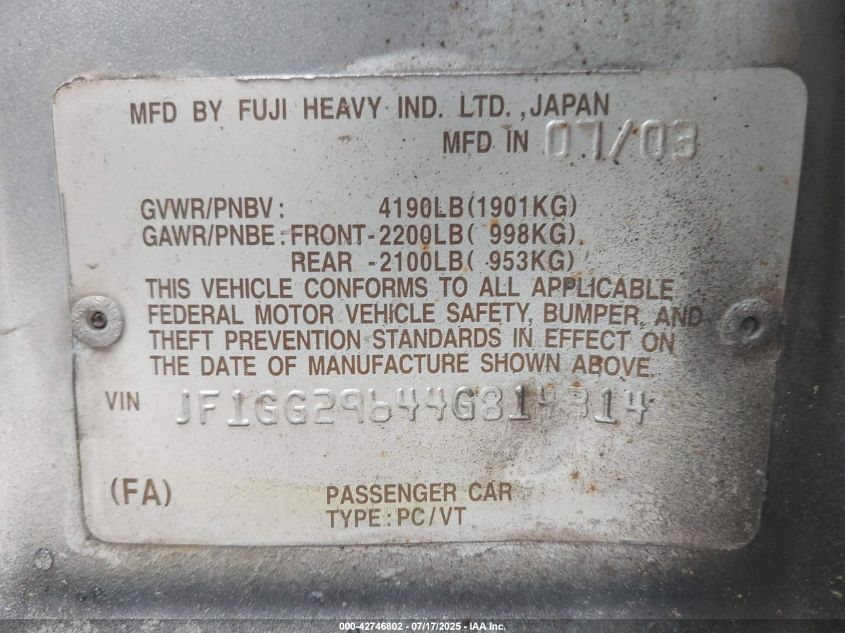 MFD BY FUJI HEAVY IND. LTD., JAPAN
MFD IN 07/03
GVWR/PNBV: 4190LB(1901KG)
GAWR/PNBE: FRONT-2200LB( 998KG)
REAR -2100LB( 953KG)
THIS VEHICLE CONFORMS TO ALL APPLICABLE
FEDERAL MOTOR VEHICLE SAFETY, BUMPER, AND
THEFT PREVENTION STANDARDS IN EFFECT ON
THE DATE OF MANUFACTURE SHOWN ABOVE.
VIN JF1GG29644G814314
(FA) PASSENGER CAR
TYPE: PC/VT
000-42746802 - 07/17/2025 - IAA Inc.